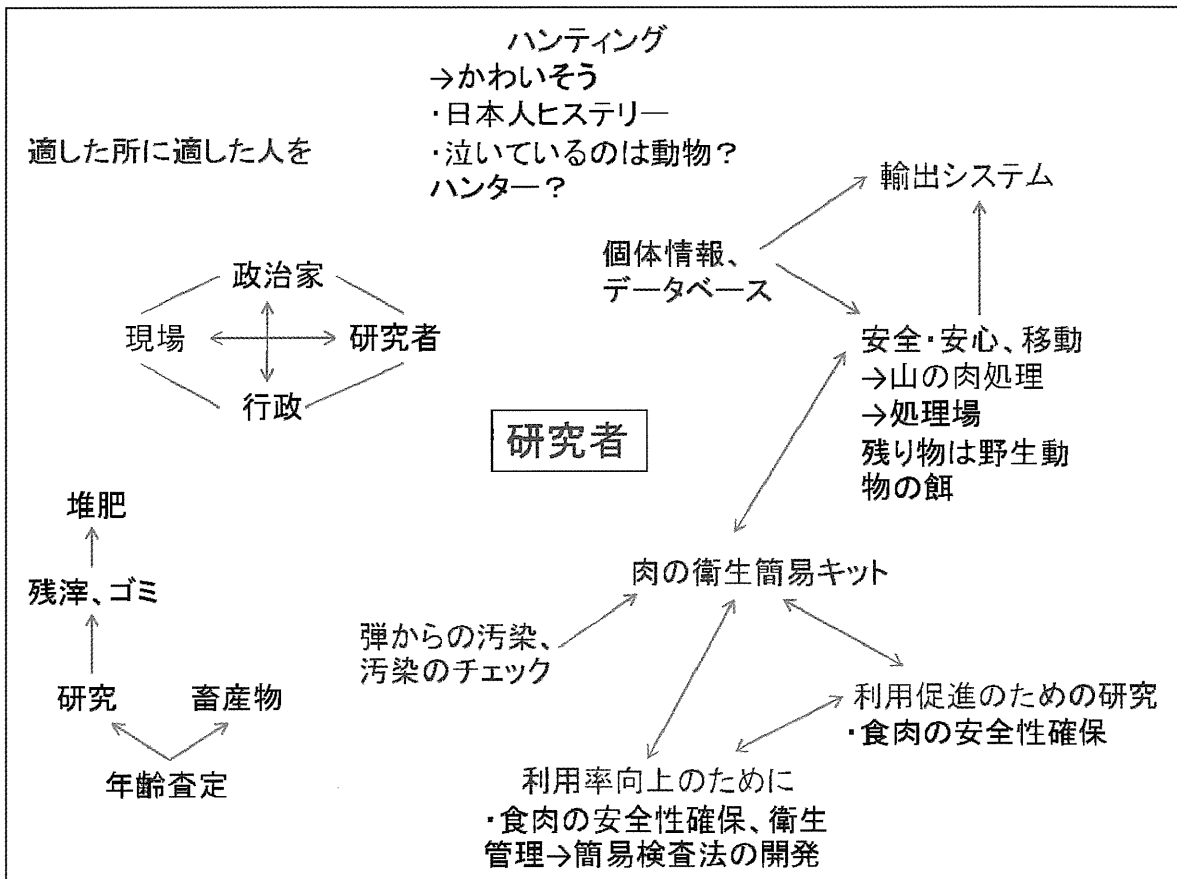 ハンティング
→かわいそう
・日本人ヒステリー
・泣いているのは動物?
ハンター?
適した所に適した人を
輸出システム
個体情報、
データベース
政治家
現場
研究者
行政
安全・安心、移動
→山の肉処理
→処理場
残り物は野生動
物の餌
研究者
堆肥
残滓、ゴミ
研究
畜産物
年齢査定
肉の衛生簡易キット
弾からの汚染、
汚染のチェック
利用促進のための研究
・食肉の安全性確保
利用率向上のために
・食肉の安全性確保、衛生
管理→簡易検査法の開発